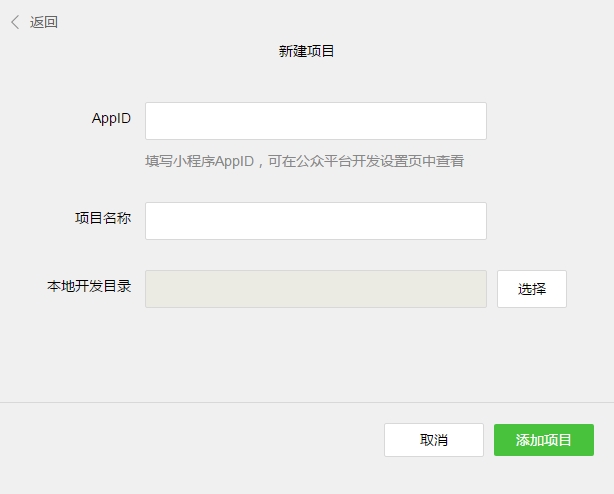 返回
新建项目
AppID
填写小程序AppID，可在公众平台开发设置页中查看
项目名称
本地开发目录
选择
取消
添加项目